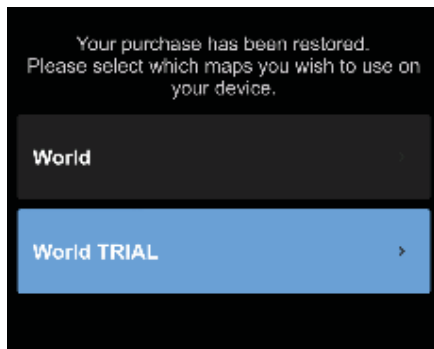 Your purchase has been restored.
Please select which maps you wish to use on
your device.
World
World TRIAL